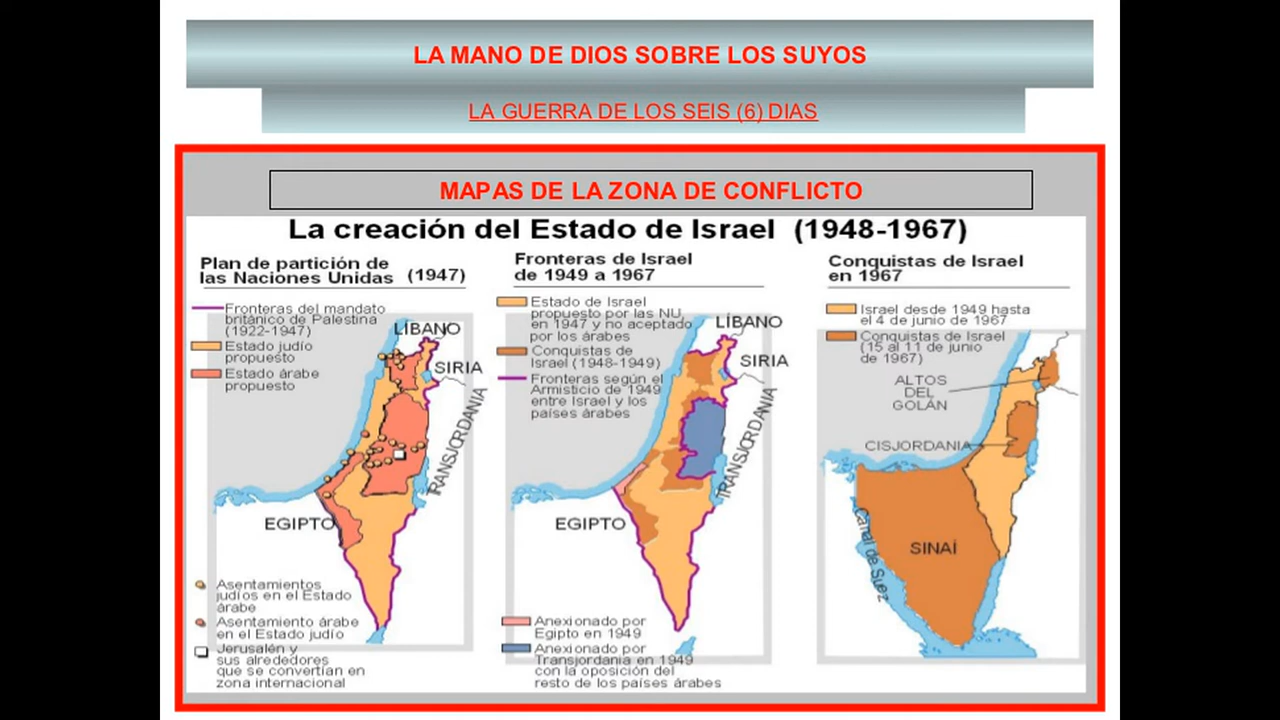 LA MANO DE DIOS SOBRE LOS SUYOS
LA GUERRA DE LOS SEIS (6) DIAS
MAPAS DE LA ZONA DE CONFLICTO
La creación del Estado de Israel (1948-1967)
Plan de partición de
las Naciones Unidas (1947)
Fronteras del mandato
británico de Palestina
(1922-1947)
Estado judío
propuesto
Estado árabe
propuesto
LÍBANO
SIRIA
TRANSJORDANIA
EGIPTO
Asentamientos
judíos en el Estado
árabe
Asentamiento árabe
en el Estado judío
Jerusalén y
sus alrededores
que se convertían en
zona internacional
Fronteras de Israel
de 1949 a 1967
Estado de Israel
propuesto por las NU
en 1947 y no aceptado
por los árabes
Conquistas de
Israel (1948-1949)
Fronteras según el
Armisticio de 1949
entre Israel y los
países árabes
LÍBANO
SIRIA
TRANSJORDANIA
EGIPTO
Anexionado por
Egipto en 1949
Anexionado por
Transjordania en 1949
con la oposición del
resto de los países árabes
Conquistas de Israel
en 1967
Israel desde 1949 hasta
el 4 de junio de 1967
Conquistas de Israel
(15 al 11 de junio
de 1967)
ALTOS
DEL
GOLÁN
CISJORDANIA
SINAÍ
Canal de Suez